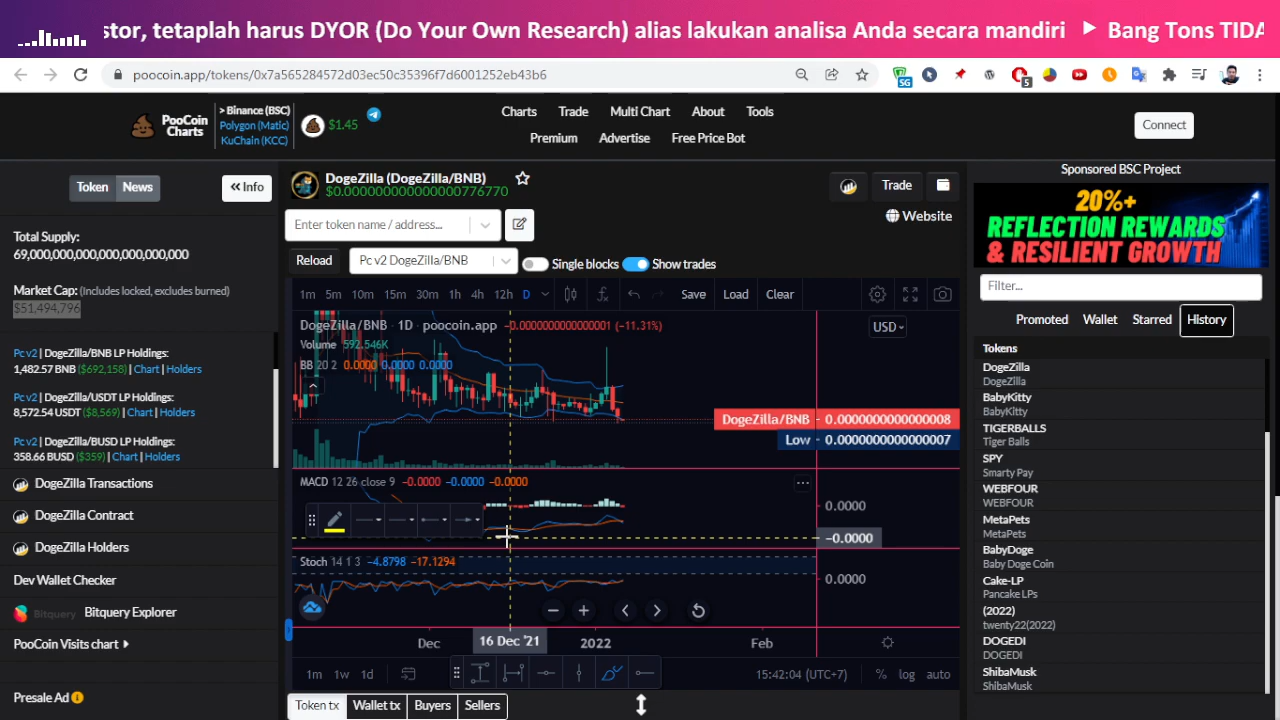 stor, tetaplah harus DYOR (Do Your Own Research) alias lakukan analisa Anda secara mandiri ▶ Bang Tons TIDA
poocoin.app/tokens/0x7a565284572d03ec50c35396f7d6001252eb43b6
SG
5
PooCoin
Charts
> Binance (BSC)
Polygon (Matic)
KuChain (KCC)
$1.45
Charts
Trade
Multi Chart
About
Tools
Premium
Advertise
Free Price Bot
Connect
Token
News
Info
Total Supply:
69,000,000,000,000,000,000,000
Market Cap: (Includes locked, excludes burned)
$51,494,796
Pc v2 | DogeZilla/BNB LP Holdings:
1,482.57 BNB ($692,158) | Chart | Holders
Pc v2 | DogeZilla/USDT LP Holdings:
8,572.54 USDT ($8,569) | Chart | Holders
Pc v2 | DogeZilla/BUSD LP Holdings:
358.66 BUSD ($359) | Chart | Holders
DogeZilla Transactions
DogeZilla Contract
DogeZilla Holders
Dev Wallet Checker
Bitquery
Bitquery Explorer
PooCoin Visits chart
Presale Ad
DogeZilla (DogeZilla/BNB)
$0.000000000000000776770
Trade
Website
Enter token name / address...
Reload
Pc v2 DogeZilla/BNB
Single blocks
Show trades
1m 5m 10m 15m 30m 1h 4h 12h D
Save
Load
Clear
DogeZilla/BNB · 1D · poocoin.app −0.0000000000000001 (−11.31%)
USD
Volume 592.546K
BB 20 2 0.0000 0.0000 0.0000
DogeZilla/BNB 0.0000000000000008
Low 0.0000000000000007
MACD 12 26 close 9 −0.0000 −0.0000 −0.0000
0.0000
−0.0000
Stoch 14 1 3 −4.8798 −17.1294
0.0000
Dec
16 Dec '21
2022
Feb
1m 1w 1d
15:42:04 (UTC+7)
% log auto
Token tx
Wallet tx
Buyers
Sellers
Sponsored BSC Project
20%+
REFLECTION REWARDS
& RESILIENT GROWTH
Filter...
Promoted
Wallet
Starred
History
Tokens
DogeZilla
DogeZilla
BabyKitty
BabyKitty
TIGERBALLS
Tiger Balls
SPY
Smarty Pay
WEBFOUR
WEBFOUR
MetaPets
MetaPets
BabyDoge
Baby Doge Coin
Cake-LP
Pancake LPs
(2022)
twenty22(2022)
DOGEDI
DOGEDI
ShibaMusk
ShibaMusk